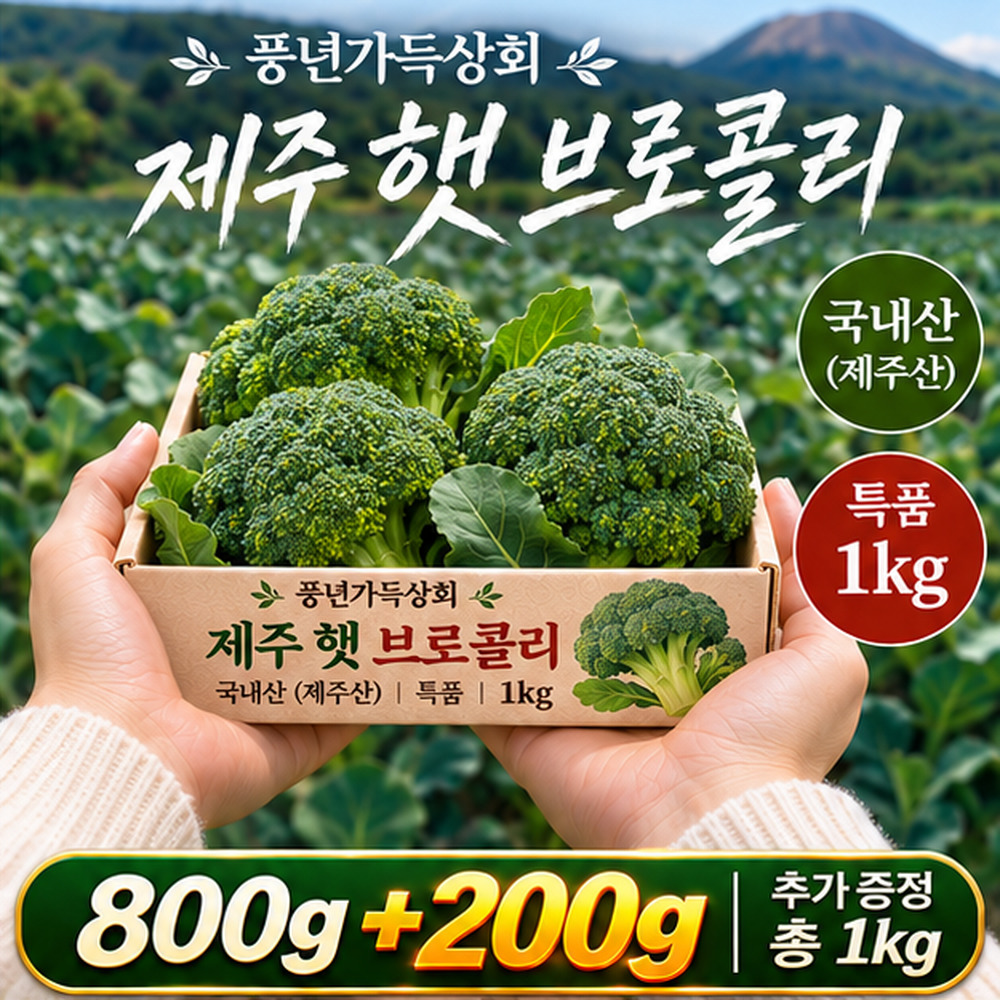 풍년가득상회
제주 햇 브로콜리
국내산
(제주산)
특품
1kg
풍년가득상회
제주 햇 브로콜리
국내산 (제주산) | 특품 | 1kg
800g+200g
추가 증정
총 1kg